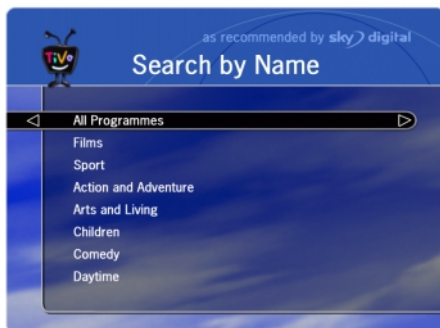 as recommended by sky digital
TiVo
Search by Name
All Programmes
Films
Sport
Action and Adventure
Arts and Living
Children
Comedy
Daytime